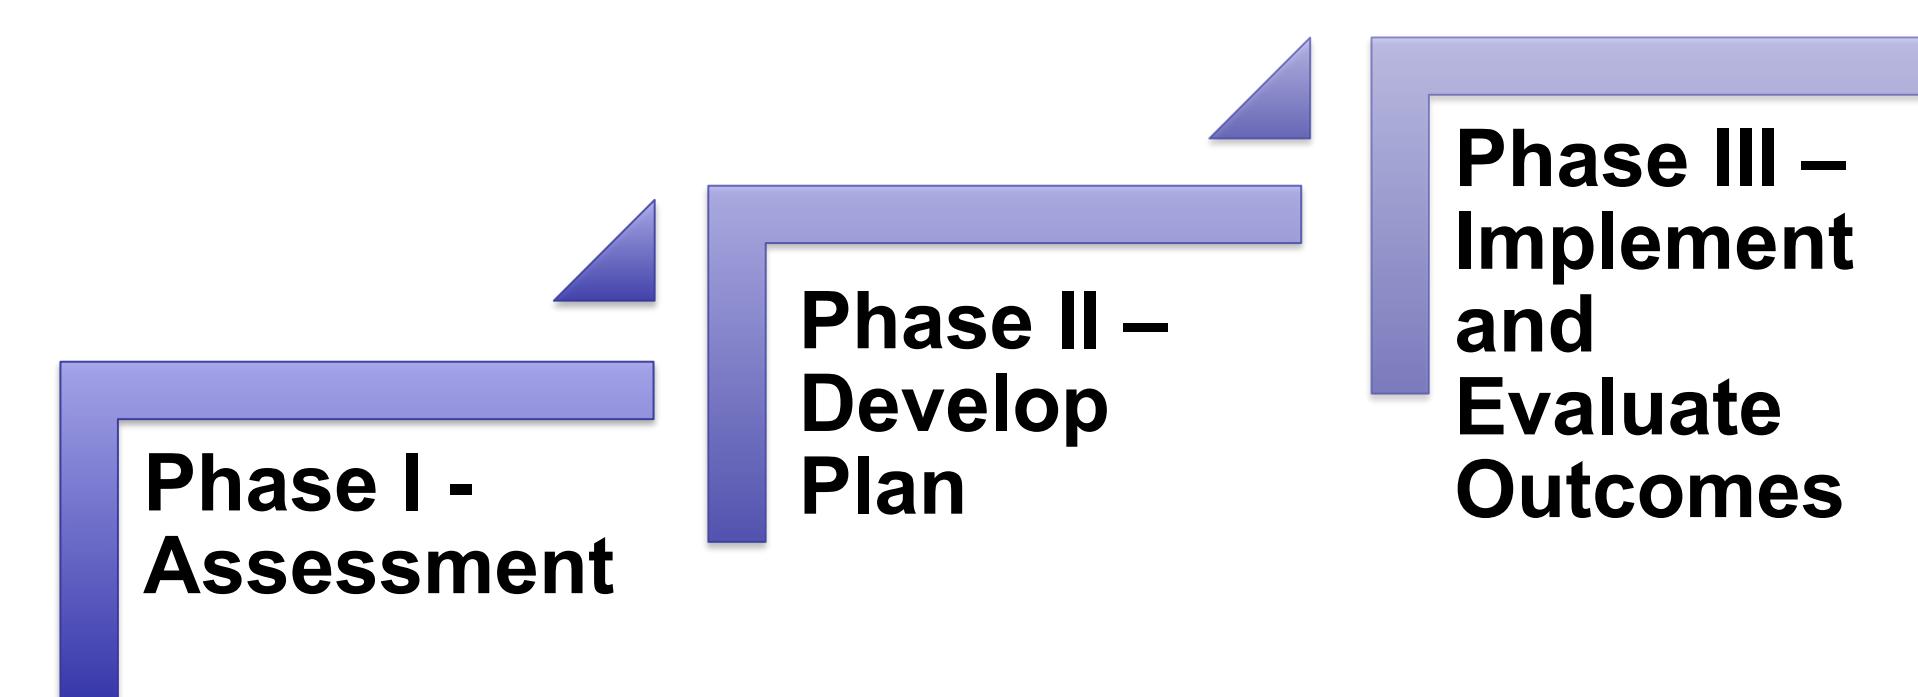 Phase I -
Assessment
Phase II –
Develop
Plan
Phase III –
Implement
and
Evaluate
Outcomes